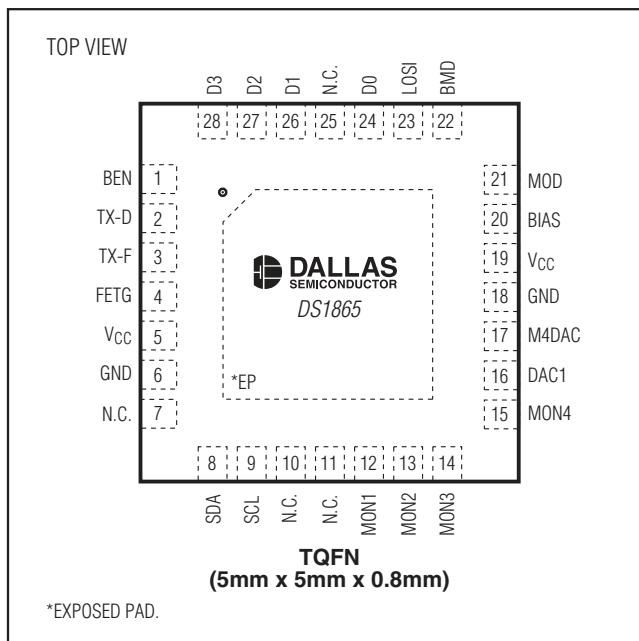 TOP VIEW
D3 D2 D1 N.C. D0 LOSI BMD
28 27 26 25 24 23 22
BEN 1
TX-D 2
TX-F 3
FETG 4
VCC 5
GND 6
N.C. 7
21 MOD
20 BIAS
19 VCC
18 GND
17 M4DAC
16 DAC1
15 MON4
DALLAS
SEMICONDUCTOR
DS1865
*EP
8 9 10 11 12 13 14
SDA SCL N.C. N.C. MON1 MON2 MON3
TQFN
(5mm x 5mm x 0.8mm)
*EXPOSED PAD.